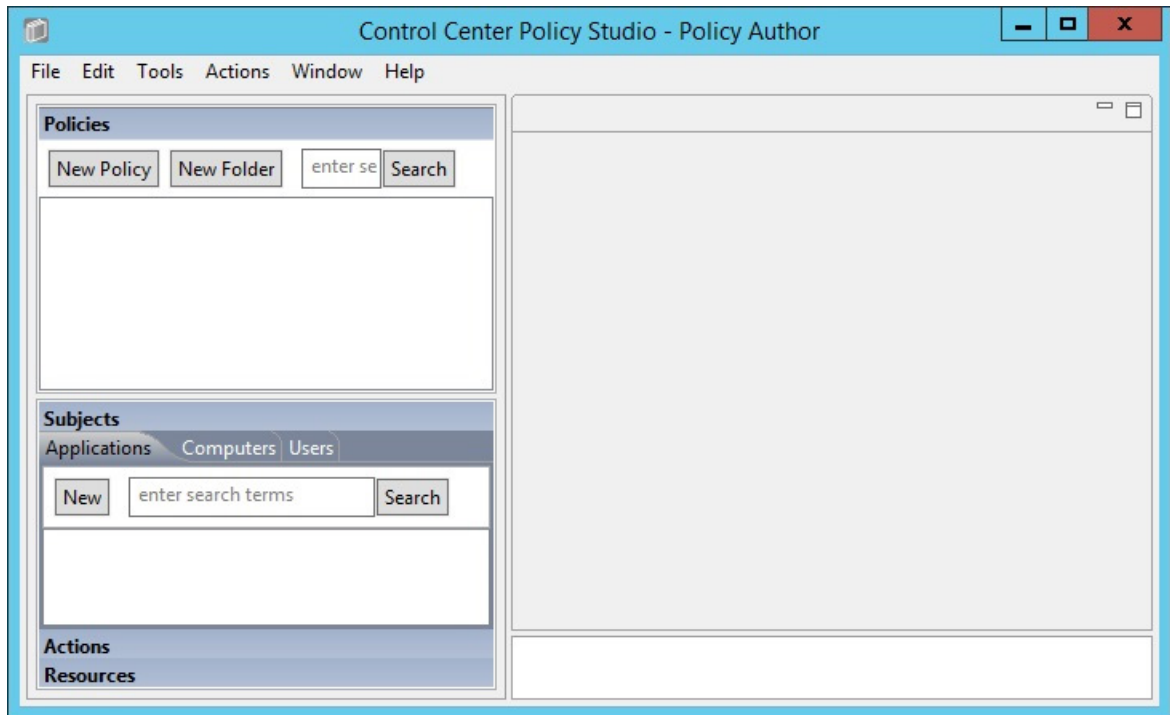 Control Center Policy Studio - Policy Author
File Edit Tools Actions Window Help
Policies
New Policy New Folder enter se Search
Subjects
Applications Computers Users
New enter search terms Search
Actions
Resources